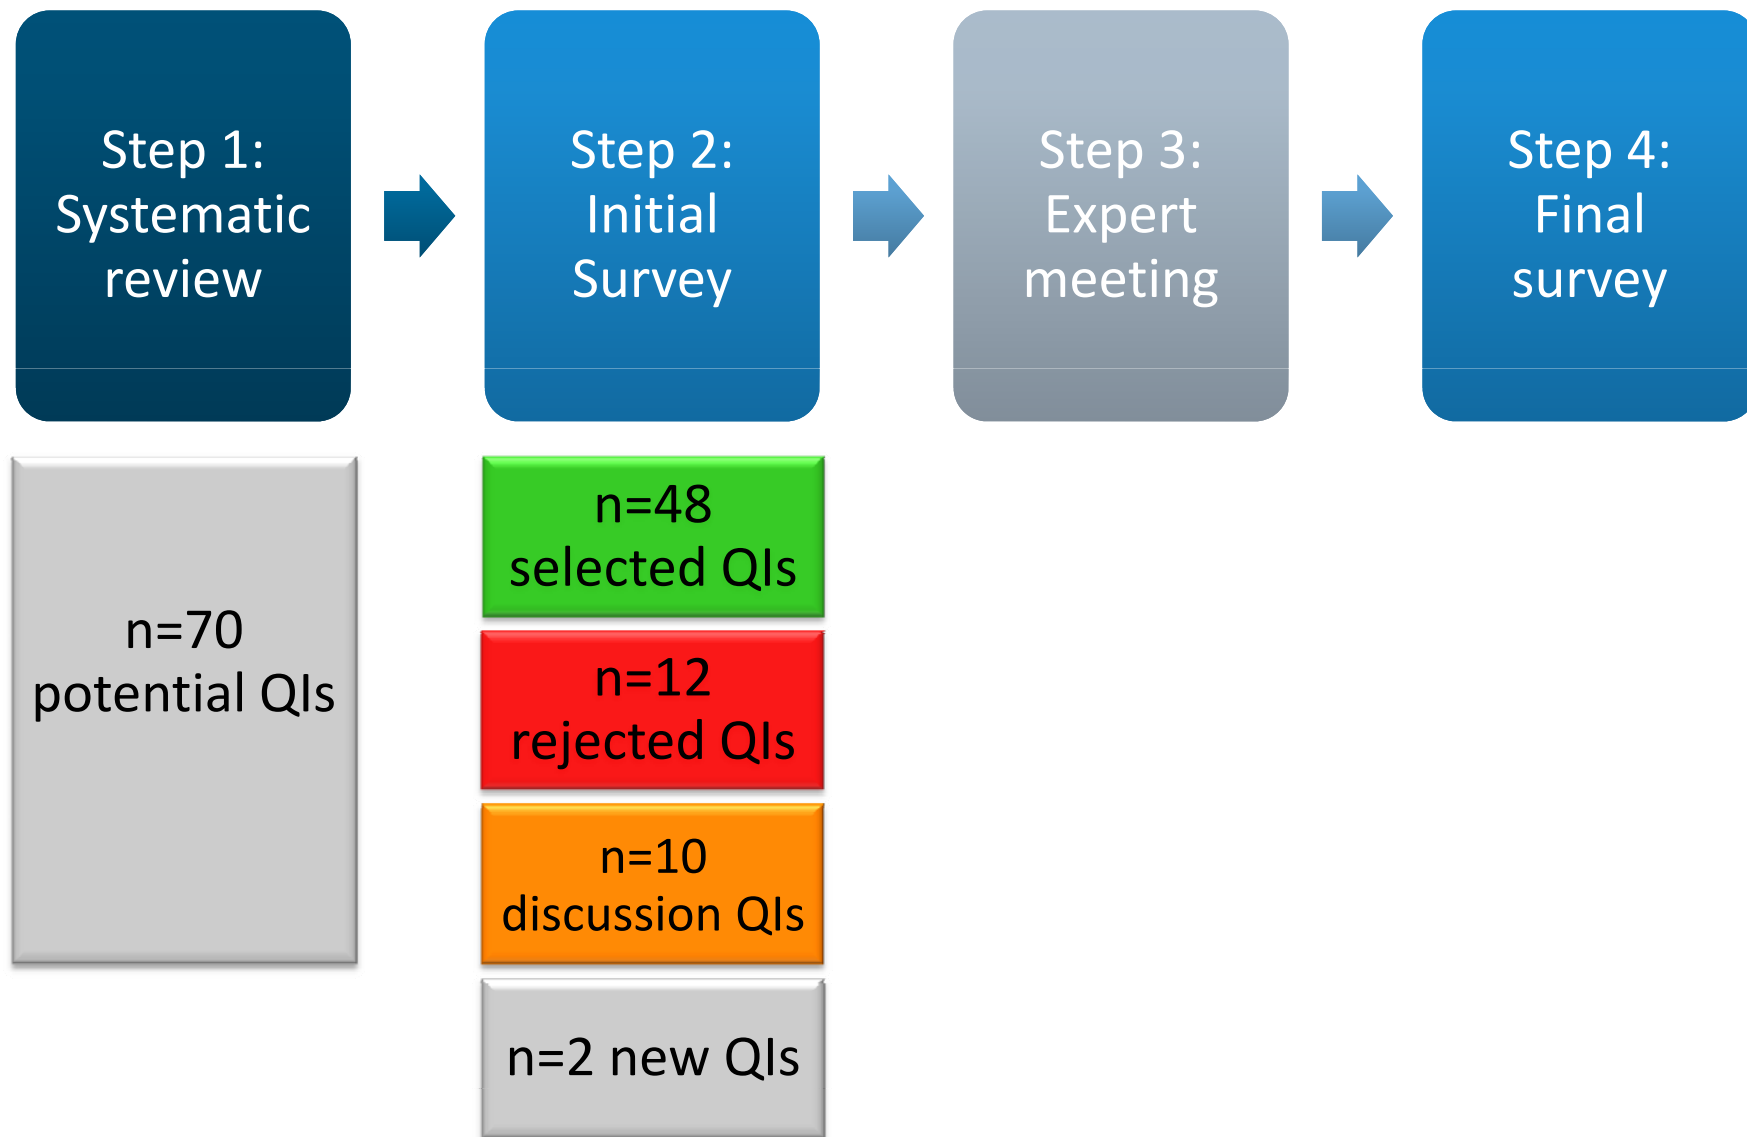 Step 1:
Systematic
review
Step 2:
Initial
Survey
Step 3:
Expert
meeting
Step 4:
Final
survey
n=70
potential QIs
n=48
selected QIs
n=12
rejected QIs
n=10
discussion QIs
n=2 new QIs